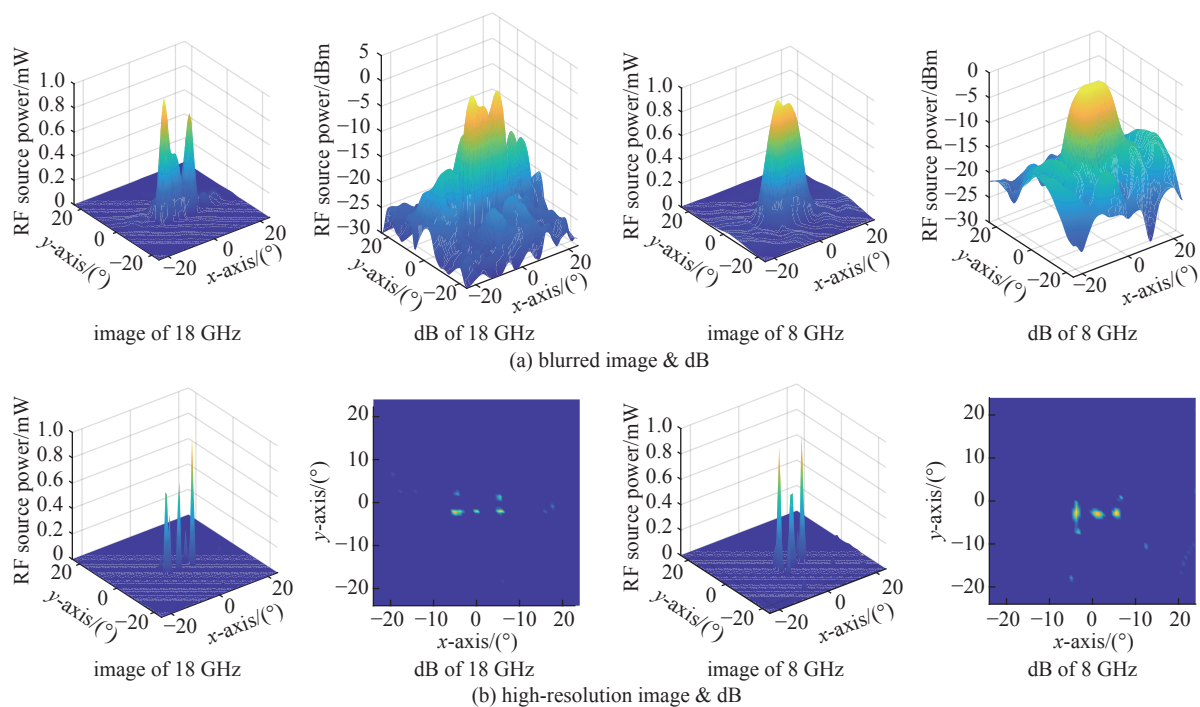 RF source power/mW
1.0
0.8
0.6
0.4
0.2
0
20
0
−20
y-axis/(°)
−20
0
20
x-axis/(°)
image of 18 GHz
RF source power/dBm
5
0
−5
−10
−15
−20
−25
−30
20
0
−20
y-axis/(°)
−20
0
20
x-axis/(°)
dB of 18 GHz
RF source power/mW
1.0
0.8
0.6
0.4
0.2
0
20
0
−20
y-axis/(°)
−20
0
20
x-axis/(°)
image of 8 GHz
RF source power/dBm
0
−5
−10
−15
−20
−25
−30
20
0
−20
y-axis/(°)
−20
0
20
x-axis/(°)
dB of 8 GHz
(a) blurred image & dB
RF source power/mW
1.0
0.8
0.6
0.4
0.2
0
20
0
−20
y-axis/(°)
−20
0
20
x-axis/(°)
image of 18 GHz
y-axis/(°)
20
10
0
−10
−20
−20 −10 0 −10 20
x-axis/(°)
dB of 18 GHz
RF source power/mW
1.0
0.8
0.6
0.4
0.2
0
20
0
−20
y-axis/(°)
−20
0
20
x-axis/(°)
image of 8 GHz
y-axis/(°)
20
10
0
−10
−20
−20 −10 0 −10 20
x-axis/(°)
dB of 8 GHz
(b) high-resolution image & dB